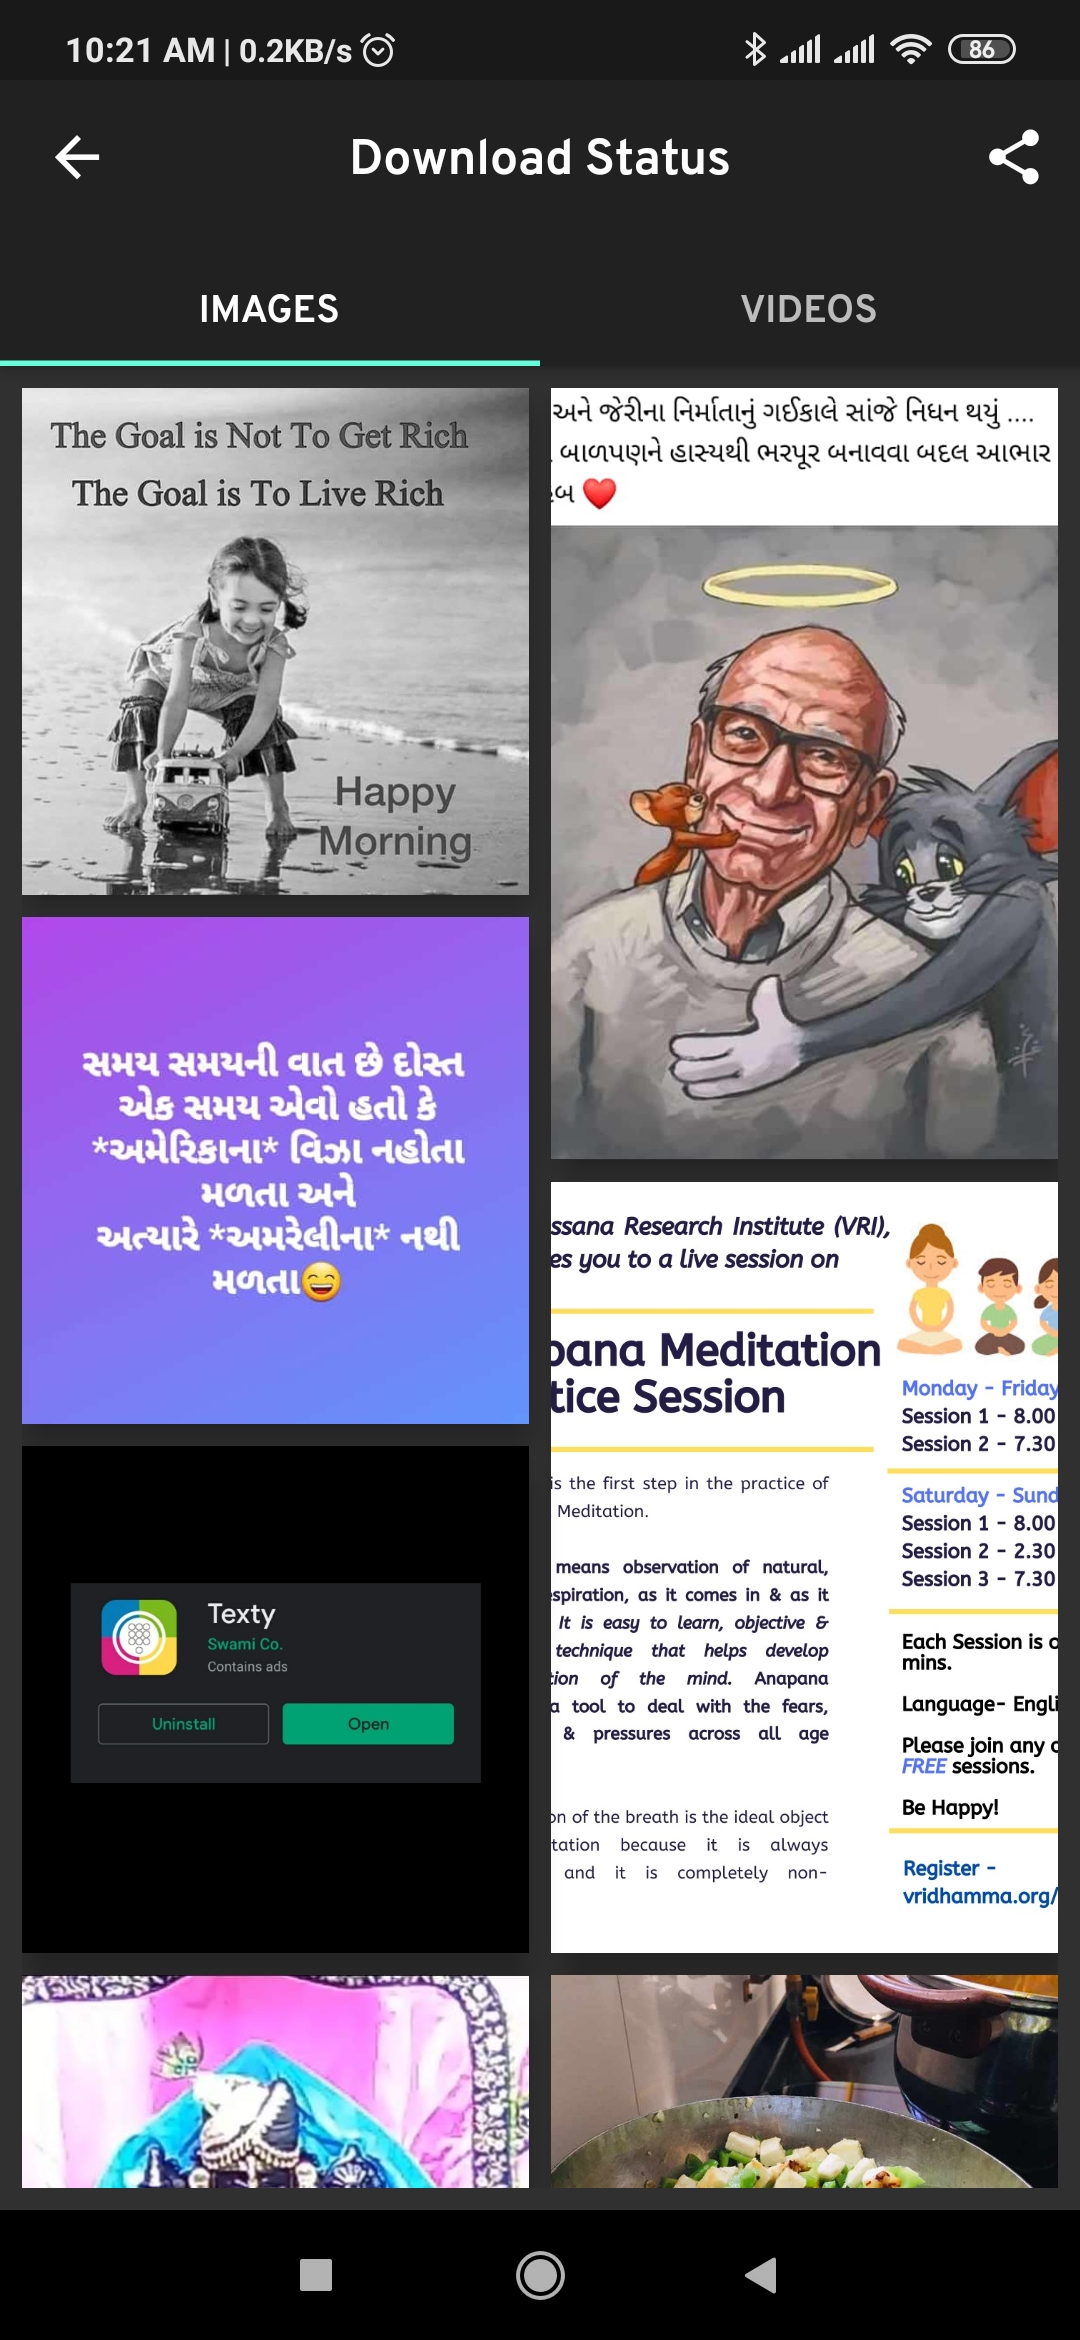 10:21 AM | 0.2KB/s
86
Download Status
IMAGES
VIDEOS
The Goal is Not To Get Rich
The Goal is To Live Rich
Happy
Morning
અને જેરીના નિર્માતાનું ગઈકાલે સાંજે નિધન થયું ....
બાળપણને હાસ્યથી ભરપૂર બનાવવા બદલ આભાર
❤️
સમય સમયની વાત છે દોસ્ત
એક સમય એવો હતો કે
*અમેરિકાના* વિઝા નહોતા
મળતા અને
અત્યારે *અમરેલીના* નથી
મળતા😄
ssana Research Institute (VRI),
es you to a live session on
pana Meditation
tice Session
is the first step in the practice of
Meditation.
means observation of natural,
spiration, as it comes in & as it
It is easy to learn, objective &
technique that helps develop
tion of the mind. Anapana
a tool to deal with the fears,
& pressures across all age
on of the breath is the ideal object
tation because it is always
and it is completely non-
Monday - Friday
Session 1 - 8.00
Session 2 - 7.30
Saturday - Sund
Session 1 - 8.00
Session 2 - 2.30
Session 3 - 7.30
Each Session is o
mins.
Language- Engli
Please join any o
FREE sessions.
Be Happy!
Register -
vridhamma.org/
Texty
Swami Co.
Contains ads
Uninstall
Open